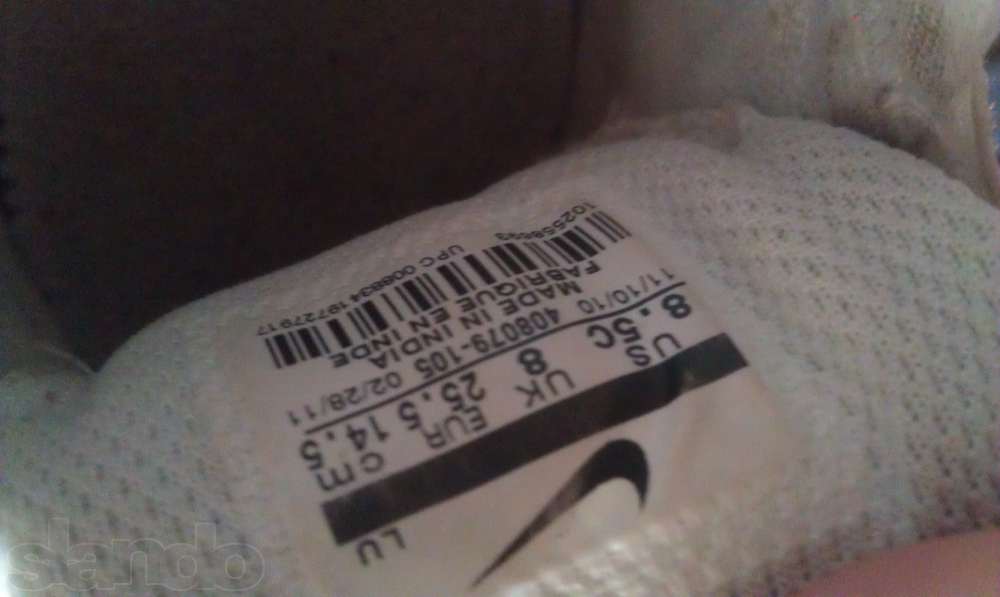 LU
US UK EUR cm
8.5C 8 25.5 14.5
11/10/10 408079-105 02/28/11
MADE IN INDIA
FABRIQUE EN INDE
UPC 00883419727917
slando